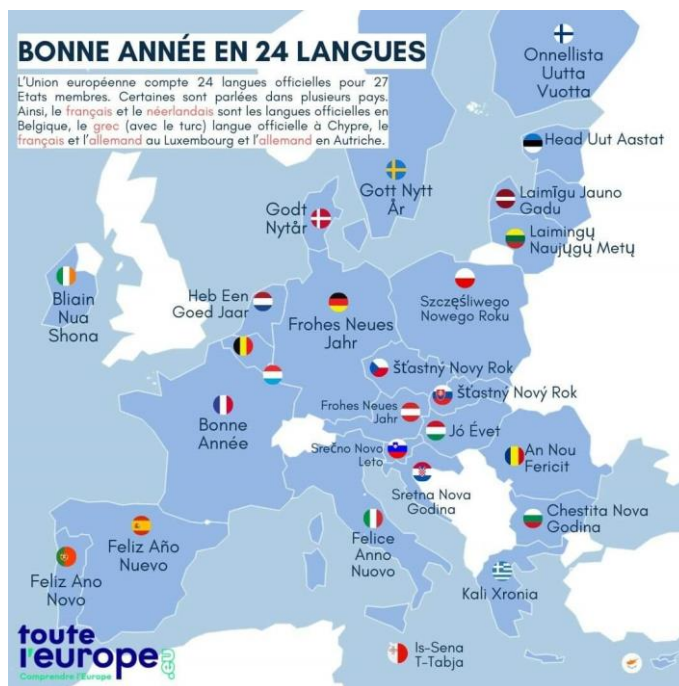 BONNE ANNÉE EN 24 LANGUES
L'Union européenne compte 24 langues officielles pour 27
Etats membres. Certaines sont parlées dans plusieurs pays.
Ainsi, le français et le néerlandais sont les langues officielles en
Belgique, le grec (avec le turc) langue officielle à Chypre, le
français et l'allemand au Luxembourg et l'allemand en Autriche.
Onnellista
Uutta
Vuotta
Head Uut Aastat
Gott Nytt
År
Laimīgu Jauno
Gadu
Godt
Nytår
Laimingų
Naujųgų Metų
Bliain
Nua
Shona
Heb Een
Goed Jaar
Frohes Neues
Jahr
Szczęśliwego
Nowego Roku
Šťastný Novy Rok
Šťastný Nový Rok
Bonne
Année
Frohes Neues
Jahr
Jó Évet
Srečno Novo
Leto
An Nou
Fericit
Sretna Nova
Godina
Chestita Nova
Godina
Feliz Año
Nuevo
Felice
Anno
Nuovo
Feliz Ano
Novo
Kali Xronia
Is-Sena
T-Tabja
toute
l'europe.eu
Comprendre l'Europe